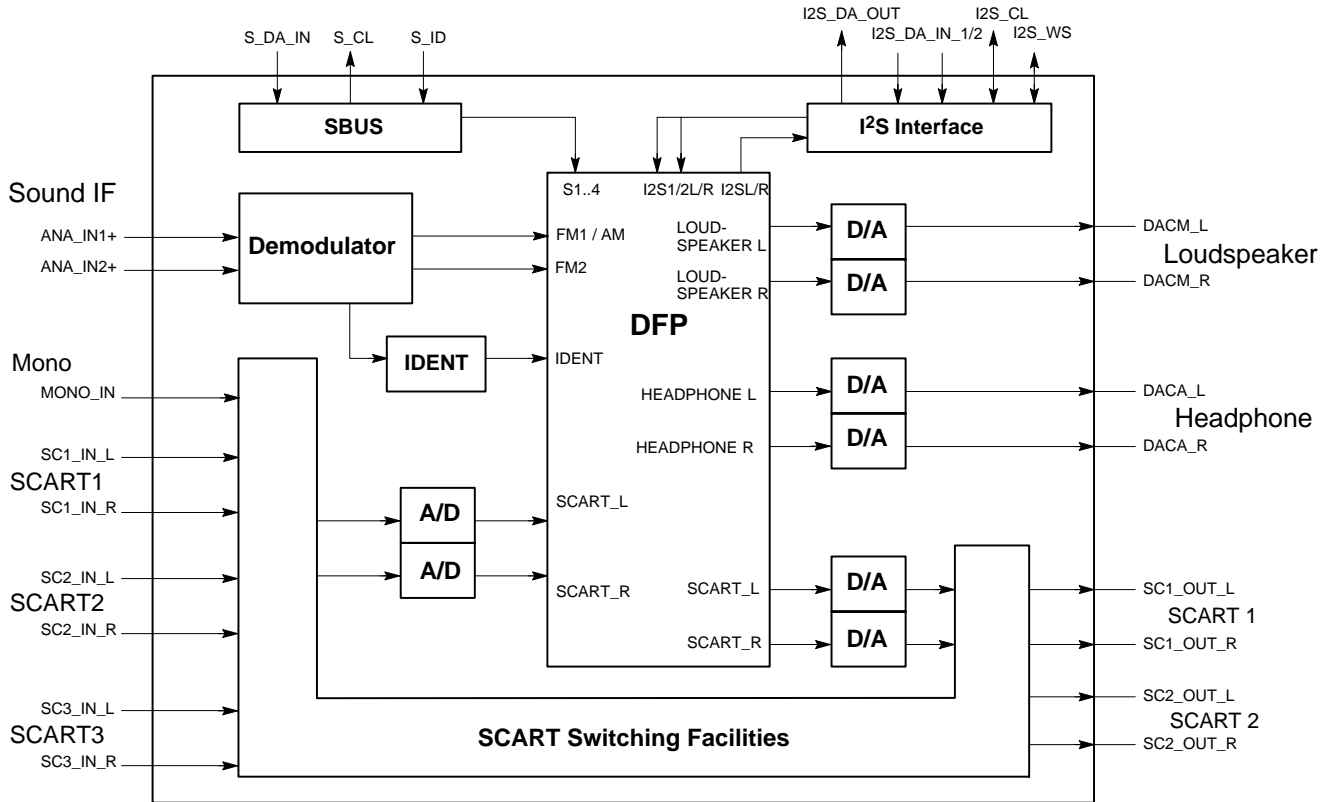 I2S_DA_OUT
I2S_CL
S_DA_IN
S_CL
S_ID
I2S_DA_IN_1/2
I2S_WS
SBUS
I2S Interface
Sound IF
S1..4
I2S1/2L/R
I2SL/R
ANA_IN1+
ANA_IN2+
Demodulator
FM1 / AM
FM2
LOUD-
SPEAKER L
LOUD-
SPEAKER R
D/A
D/A
DACM_L
Loudspeaker
DACM_R
DFP
IDENT
IDENT
Mono
MONO_IN
HEADPHONE L
HEADPHONE R
D/A
D/A
DACA_L
Headphone
DACA_R
SC1_IN_L
SCART1
SC1_IN_R
A/D
A/D
SCART_L
SCART_R
SC2_IN_L
SCART2
SC2_IN_R
SCART_L
SCART_R
D/A
D/A
SC1_OUT_L
SCART 1
SC1_OUT_R
SC3_IN_L
SCART3
SC3_IN_R
SCART Switching Facilities
SC2_OUT_L
SCART 2
SC2_OUT_R